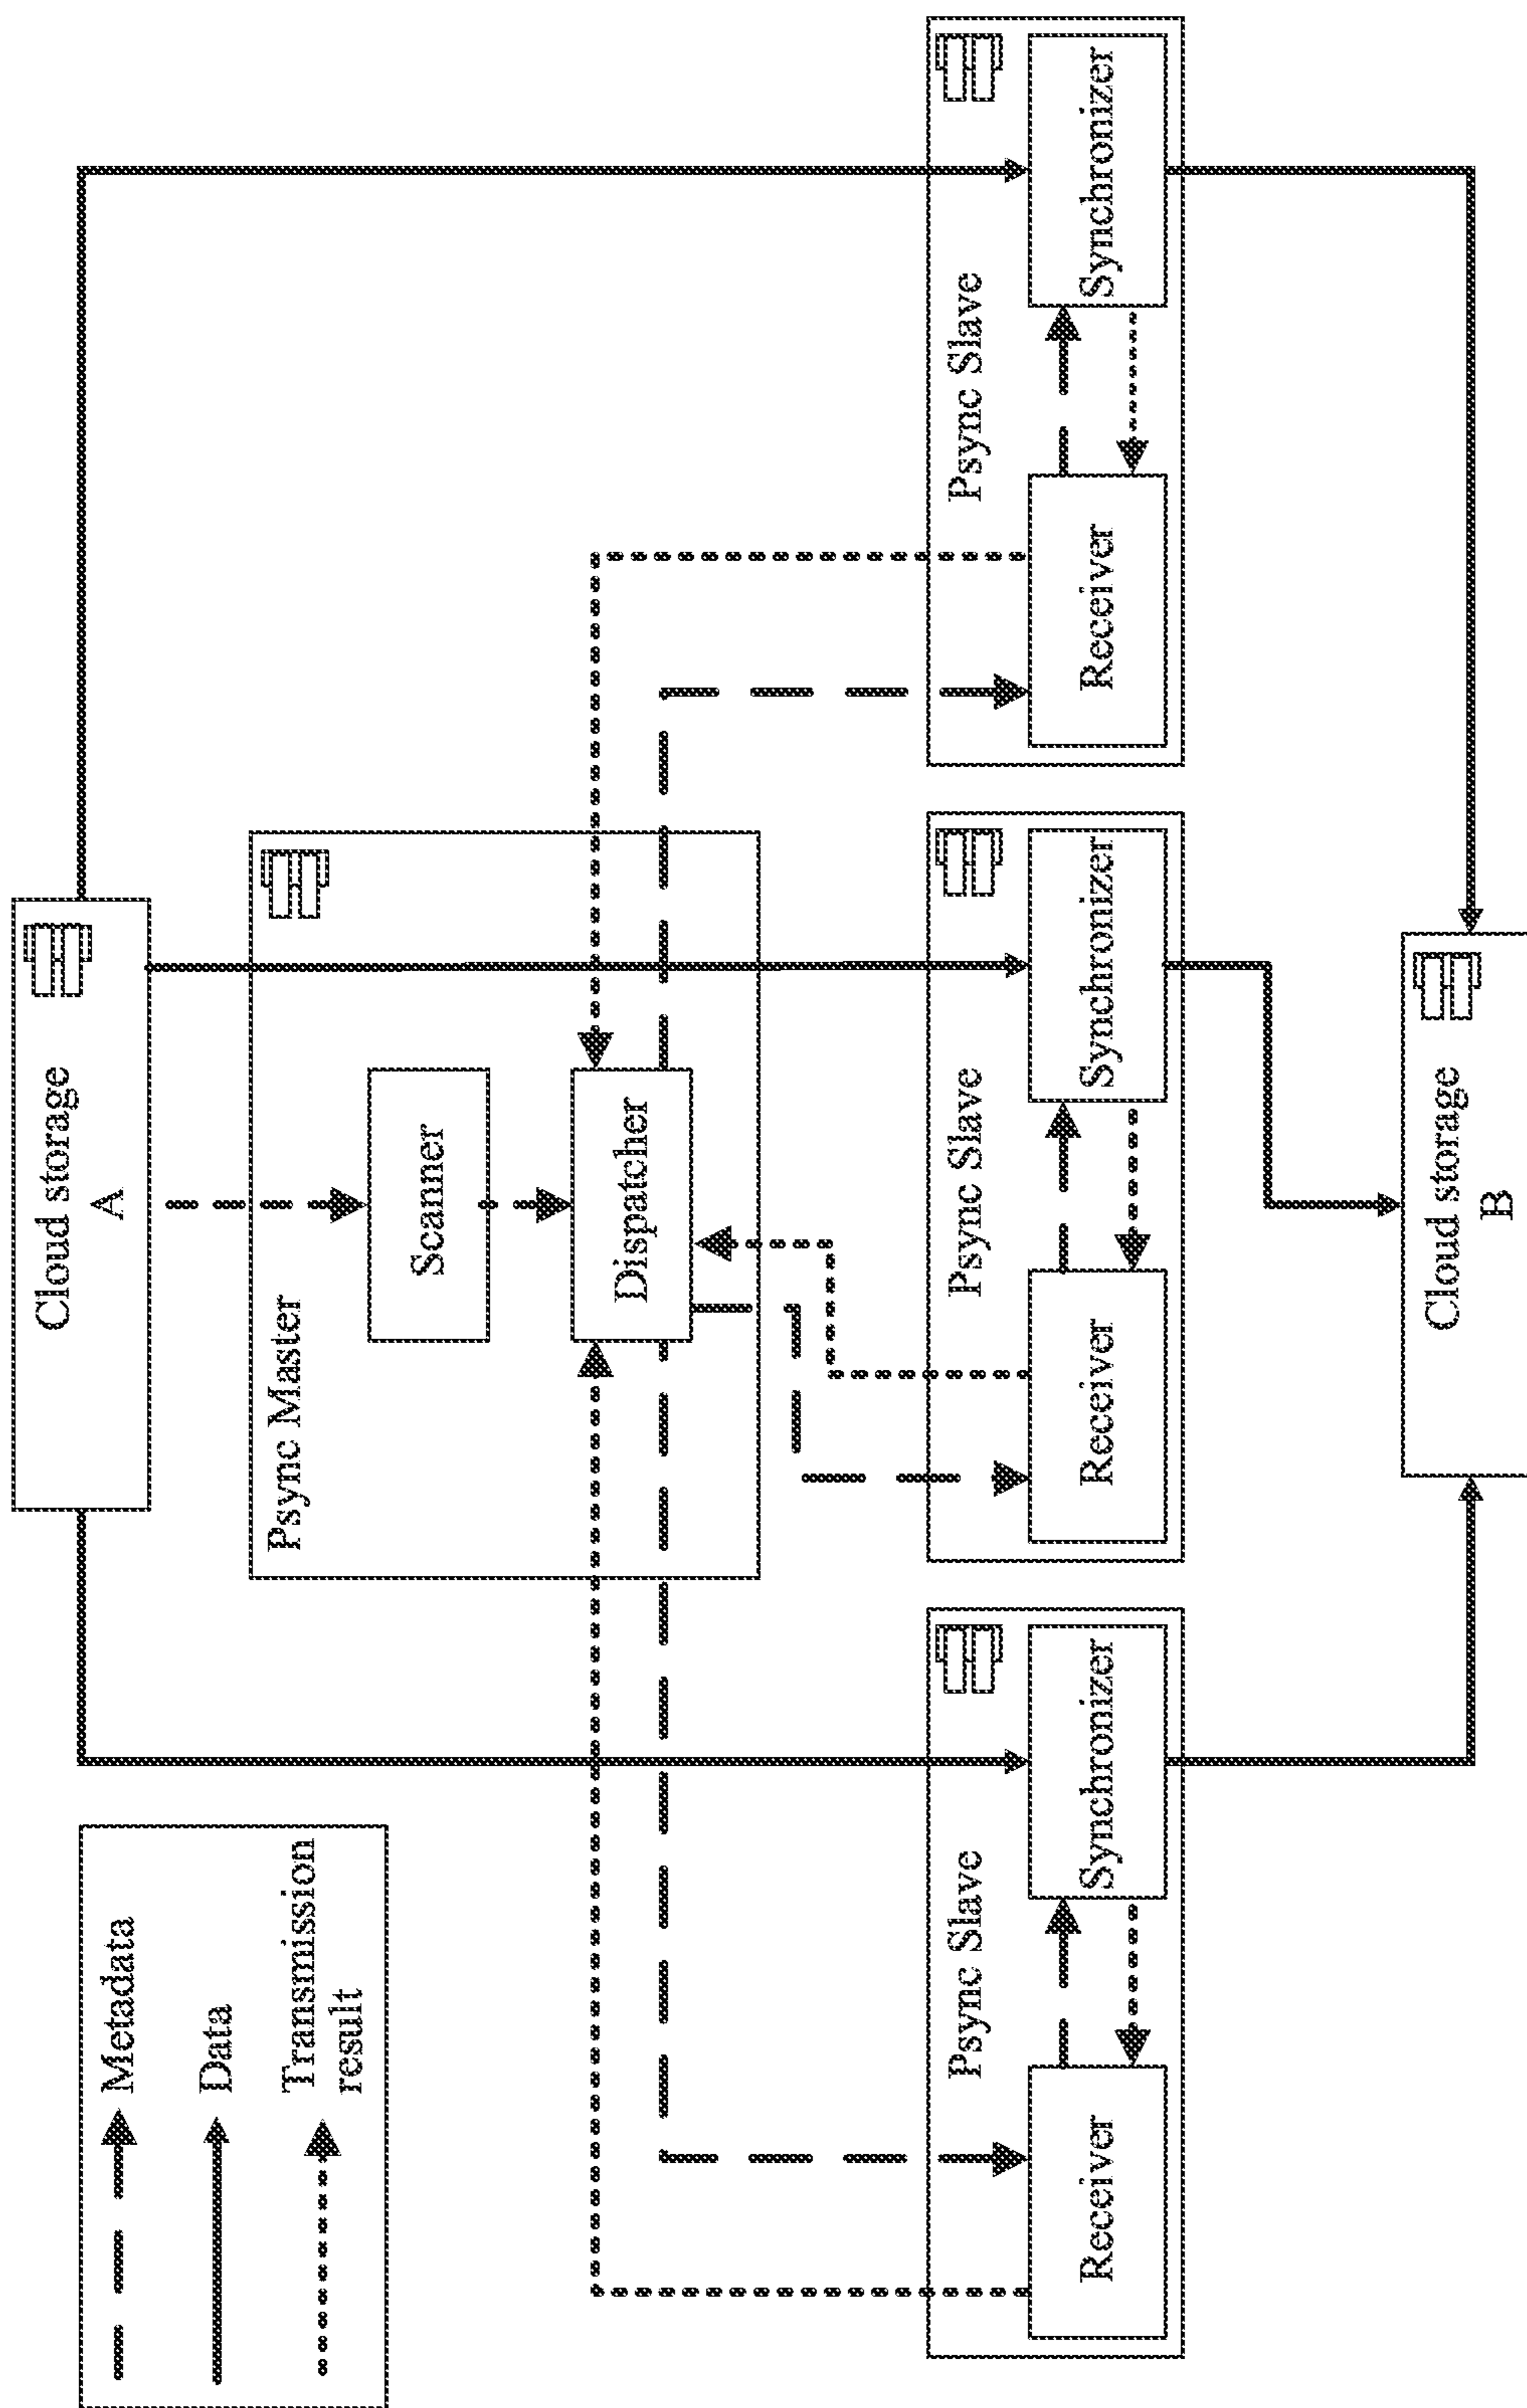 Metadata
Data
Transmission
result
Cloud storage
A
Psync Master
Scanner
Dispatcher
Psync Slave
Receiver
Synchronizer
Psync Slave
Receiver
Synchronizer
Psync Slave
Receiver
Synchronizer
Cloud storage
B